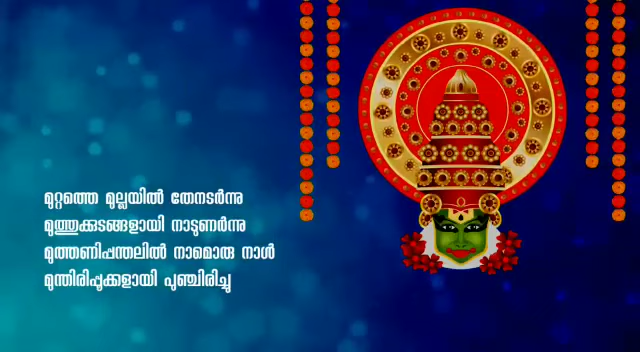 മുറ്റത്തെ മുല്ലയിൽ തേനടർന്നു
മുത്തുക്കുടങ്ങളായി നാടുണർന്നു
മുത്തണിപ്പന്തലിൽ നാമൊരു നാൾ
മുന്തിരിപ്പൂക്കളായി പുഞ്ചിരിച്ചു